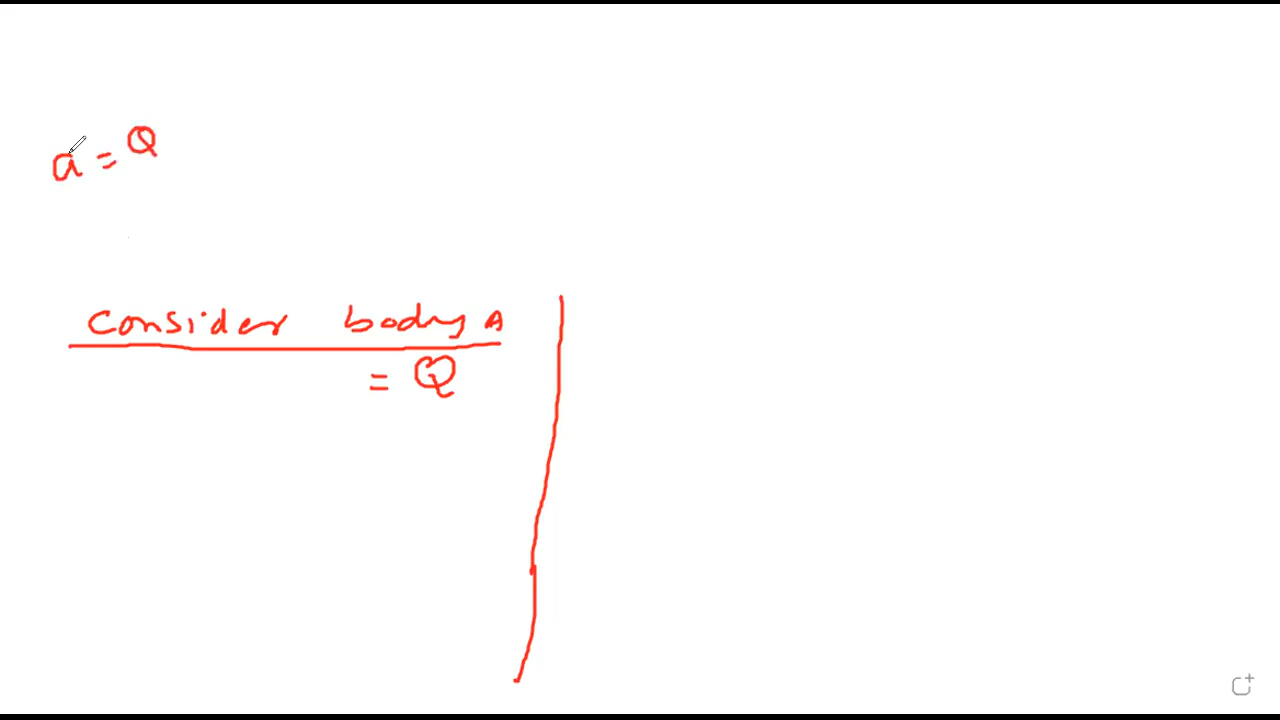 a = Q
Consider body A
= Q